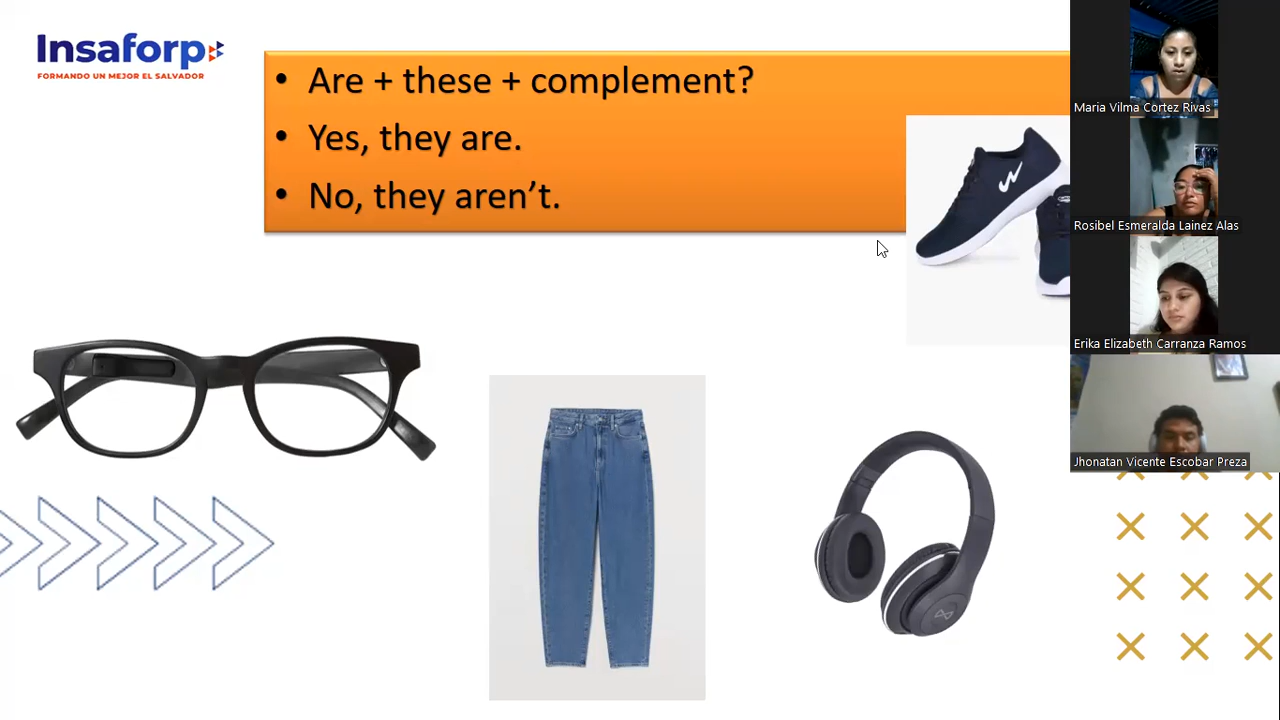 Insaforp
FORMANDO UN MEJOR EL SALVADOR
• Are + these + complement?
• Yes, they are.
• No, they aren’t.
Maria Vilma Cortez Rivas
Rosibel Esmeralda Lainez Alas
Erika Elizabeth Carranza Ramos
Jhonatan Vicente Escobar Preza